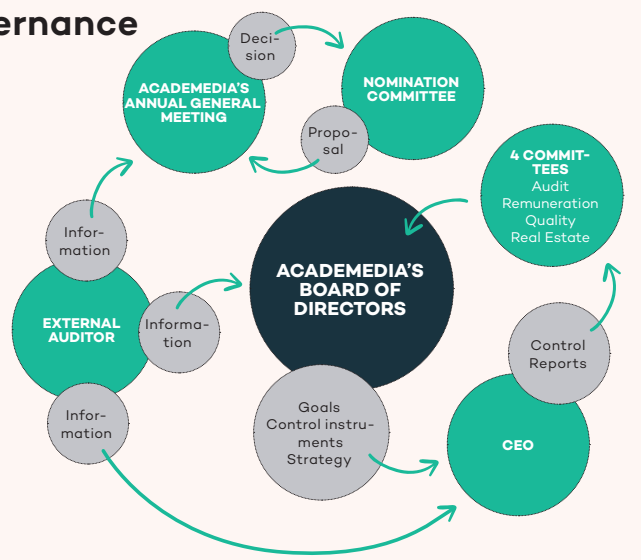 ernance
Deci-
sion
ACADEMEDIA'S
ANNUAL GENERAL
MEETING
NOMINATION
COMMITTEE
Propo-
sal
4 COMMIT-
TEES
Audit
Remuneration
Quality
Real Estate
Infor-
mation
ACADEMEDIA'S
BOARD OF
DIRECTORS
EXTERNAL
AUDITOR
Informa-
tion
Control
Reports
Infor-
mation
Goals
Control instru-
ments
Strategy
CEO